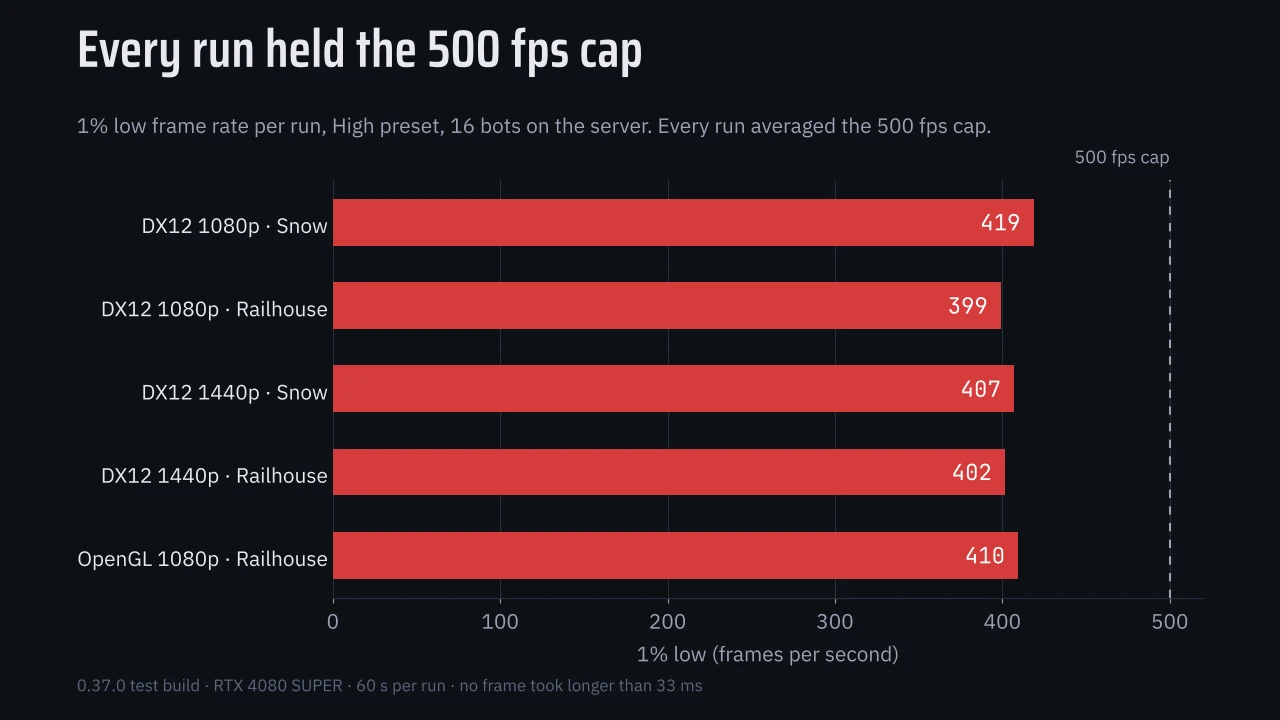 Every run held the 500 fps cap
1% low frame rate per run, High preset, 16 bots on the server. Every run averaged the 500 fps cap.
500 fps cap
DX12 1080p · Snow 419
DX12 1080p · Railhouse 399
DX12 1440p · Snow 407
DX12 1440p · Railhouse 402
OpenGL 1080p · Railhouse 410
0 100 200 300 400 500
1% low (frames per second)
0.37.0 test build · RTX 4080 SUPER · 60 s per run · no frame took longer than 33 ms